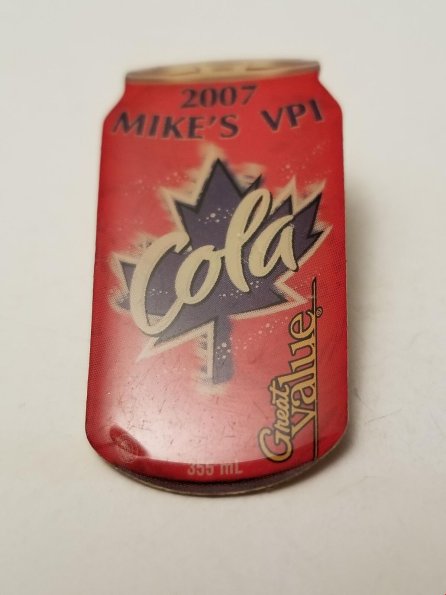 2007
MIKE'S VPI
Cola
Great
Value
355 mL